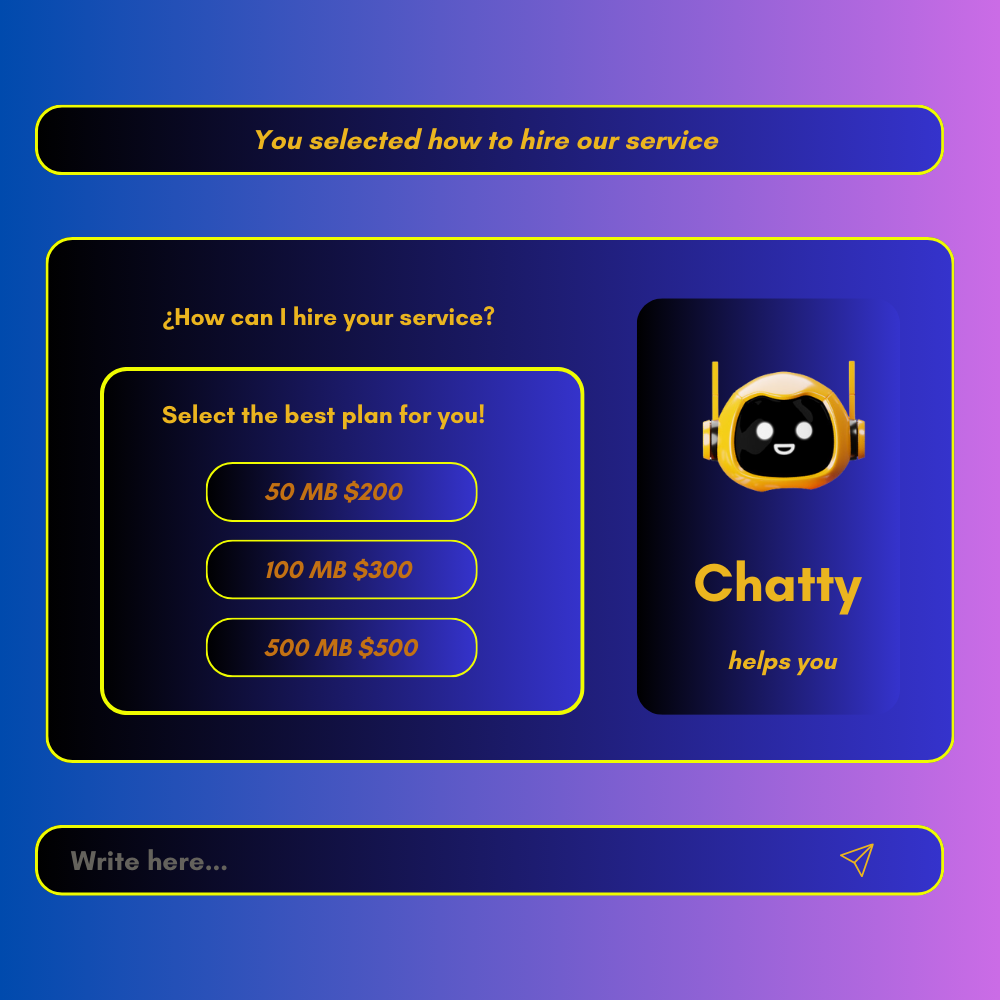 You selected how to hire our service
¿How can I hire your service?
Select the best plan for you!
50 MB $200
100 MB $300
500 MB $500
Chatty
helps you
Write here...